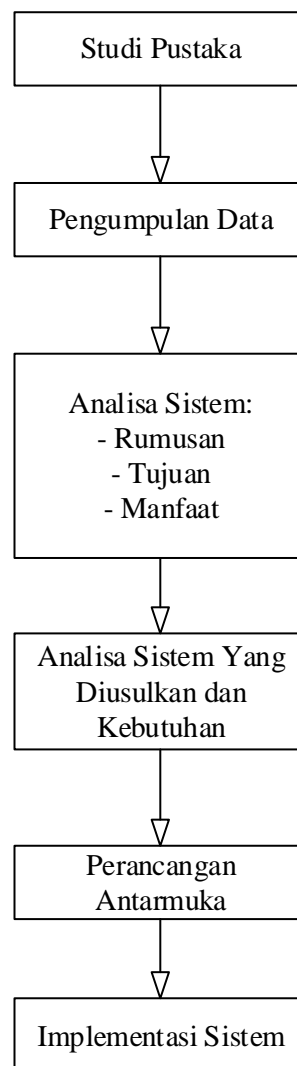 Studi Pustaka
Pengumpulan Data
Analisa Sistem:
- Rumusan
- Tujuan
- Manfaat
Analisa Sistem Yang
Diusulkan dan
Kebutuhan
Perancangan
Antarmuka
Implementasi Sistem